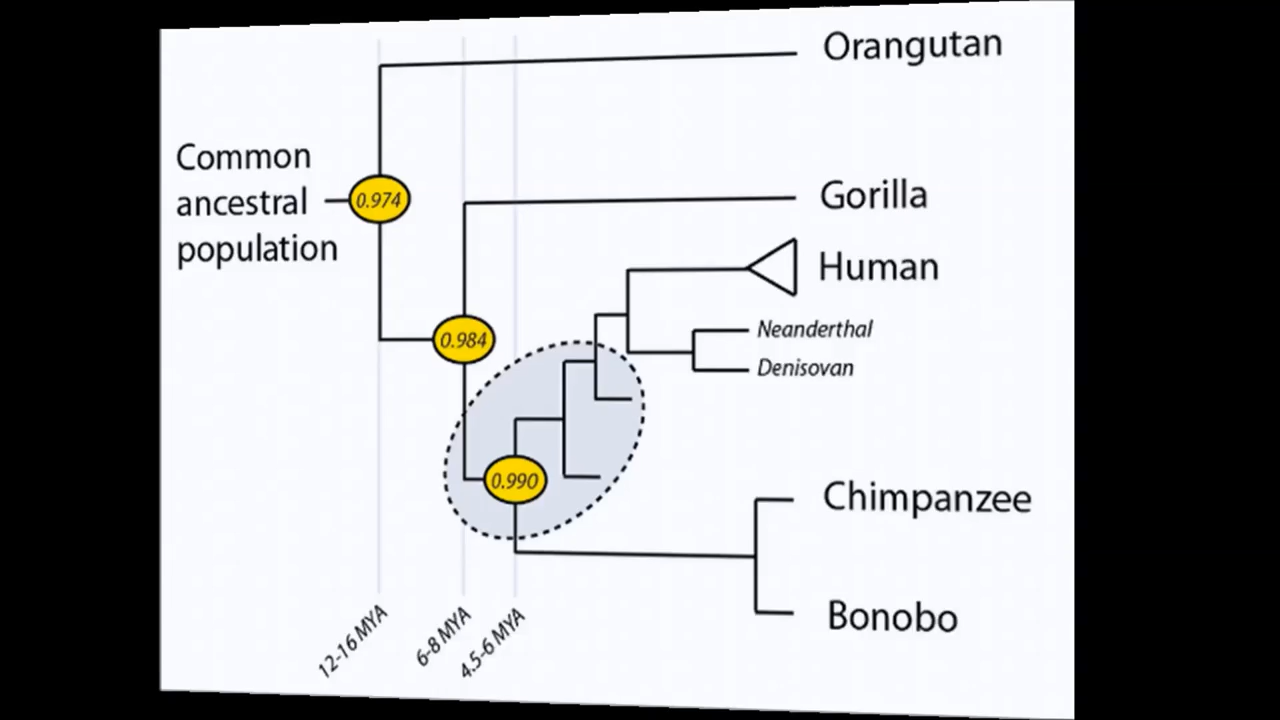 Orangutan
Common
ancestral
population
0.974
Gorilla
Human
Neanderthal
Denisovan
0.984
0.990
Chimpanzee
Bonobo
12-16 MYA
6-8 MYA
4.5-6 MYA